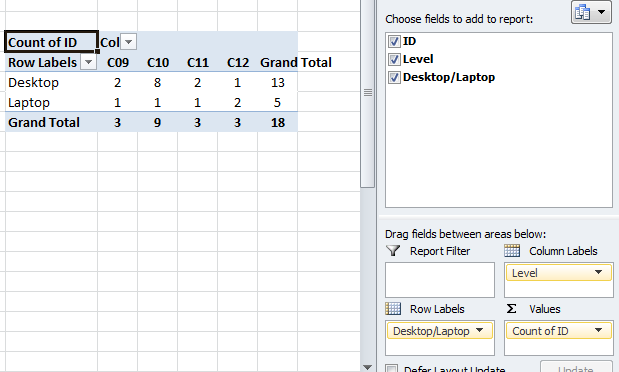 Count of ID Col
Row Labels C09 C10 C11 C12 Grand Total
Desktop 2 8 2 1 13
Laptop 1 1 1 2 5
Grand Total 3 9 3 3 18
Choose fields to add to report:
ID
Level
Desktop/Laptop
Drag fields between areas below:
Report Filter Column Labels
Level
Row Labels Σ Values
Desktop/Laptop Count of ID
Defer Layout Update Update